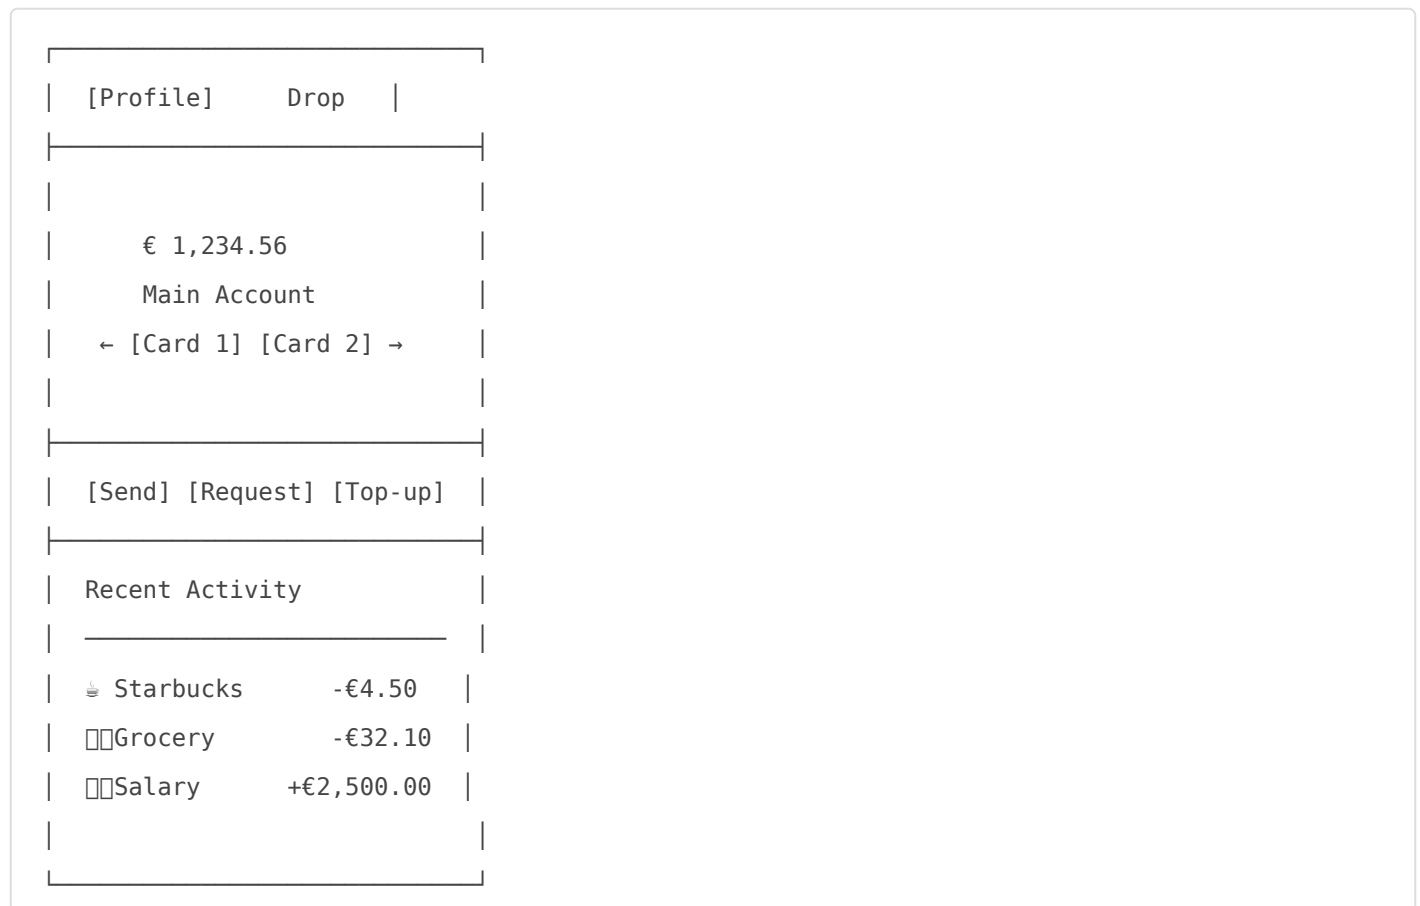 [Profile] Drop
€ 1,234.56
Main Account
← [Card 1] [Card 2] →
[Send] [Request] [Top-up]
Recent Activity
☕ Starbucks -€4.50
Grocery -€32.10
Salary +€2,500.00